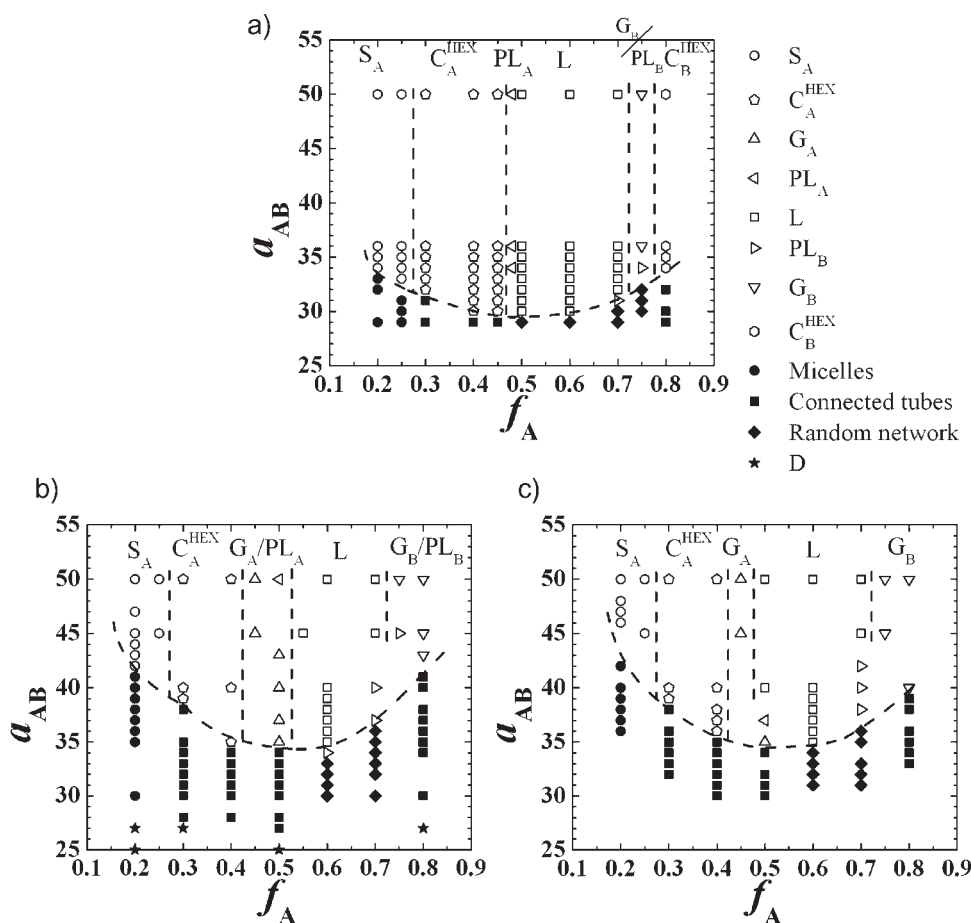 a)
G_B
S_A C_A^HEX PL_A L PL_B C_B^HEX
55
50
45
40
35
30
25
a_AB
0.1 0.2 0.3 0.4 0.5 0.6 0.7 0.8 0.9
f_A
S_A
C_A^HEX
G_A
PL_A
L
PL_B
G_B
C_B^HEX
Micelles
Connected tubes
Random network
D
b)
S_A C_A^HEX G_A/PL_A L G_B/PL_B
55
50
45
40
35
30
25
a_AB
0.1 0.2 0.3 0.4 0.5 0.6 0.7 0.8 0.9
f_A
c)
S_A C_A^HEX G_A L G_B
55
50
45
40
35
30
25
a_AB
0.1 0.2 0.3 0.4 0.5 0.6 0.7 0.8 0.9
f_A